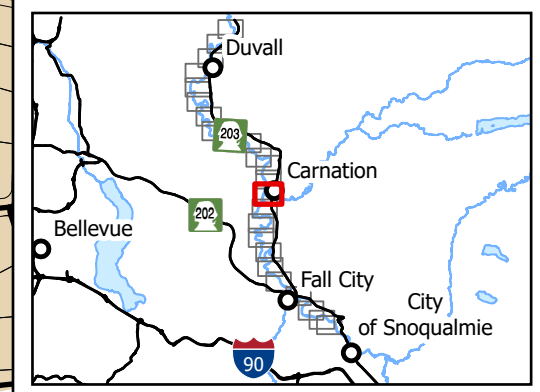 Duvall
203
Carnation
202
Bellevue
Fall City
City
of Snoqualmie
90